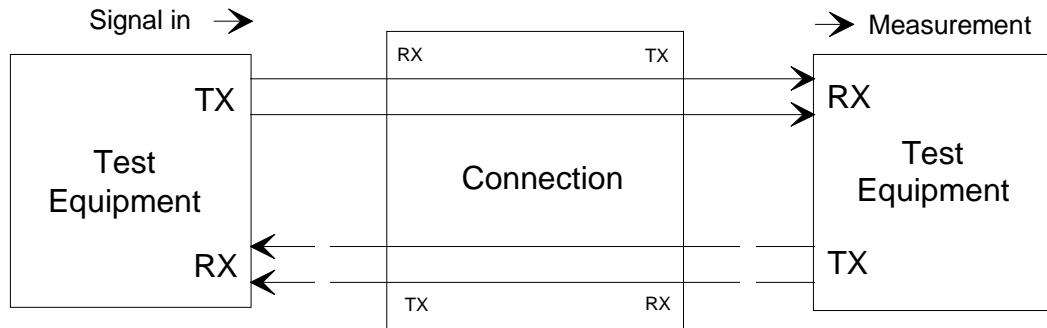 Signal in
Measurement
RX
TX
TX
RX
Test
Equipment
Connection
Test
Equipment
RX
TX
TX
RX